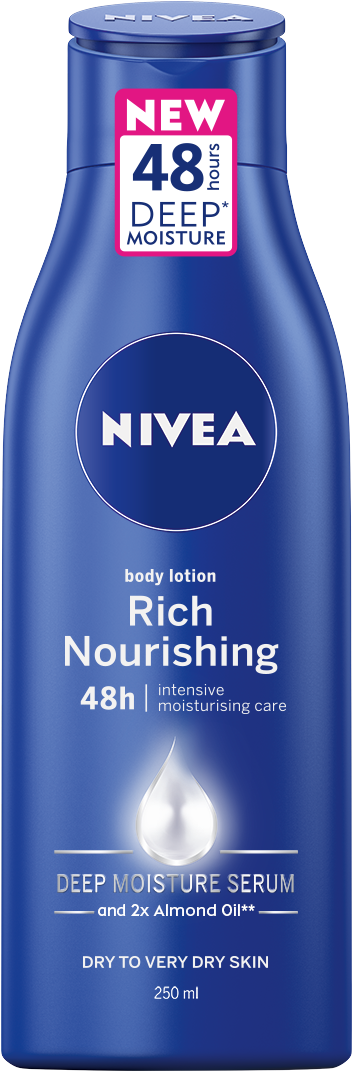 NIVEA
NEW
48 hours
DEEP*
MOISTURE
NIVEA
body lotion
Rich
Nourishing
48h | intensive
moisturising care
DEEP MOISTURE SERUM
and 2x Almond Oil**
DRY TO VERY DRY SKIN
250 ml